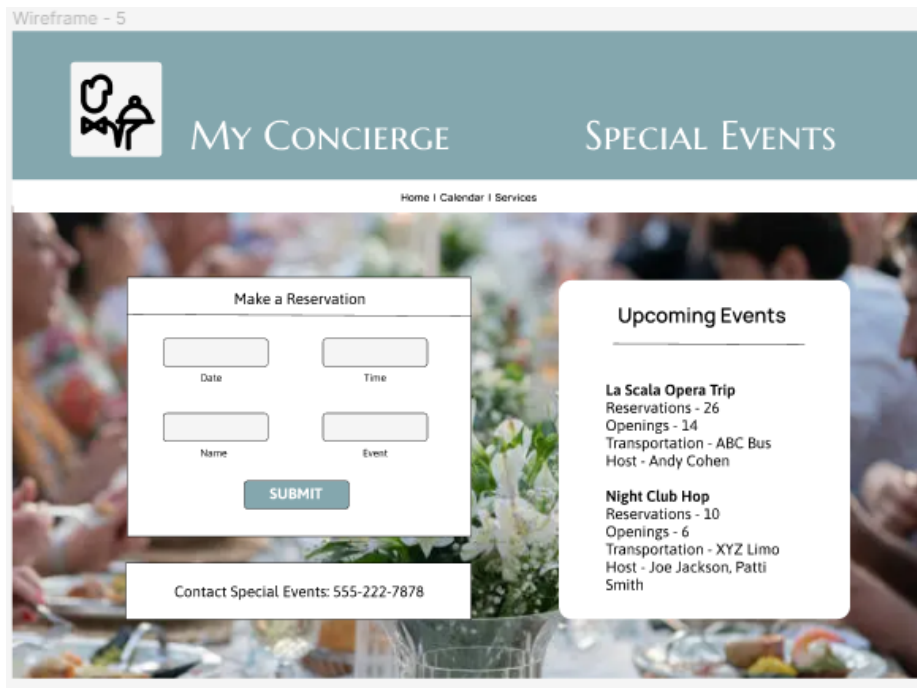 Wireframe - 5
My Concierge
Special Events
Home | Calendar | Services
Make a Reservation
Date
Time
Name
Event
SUBMIT
Contact Special Events: 555-222-7878
Upcoming Events
La Scala Opera Trip
Reservations - 26
Openings - 14
Transportation - ABC Bus
Host - Andy Cohen
Night Club Hop
Reservations - 10
Openings - 6
Transportation - XYZ Limo
Host - Joe Jackson, Patti
Smith